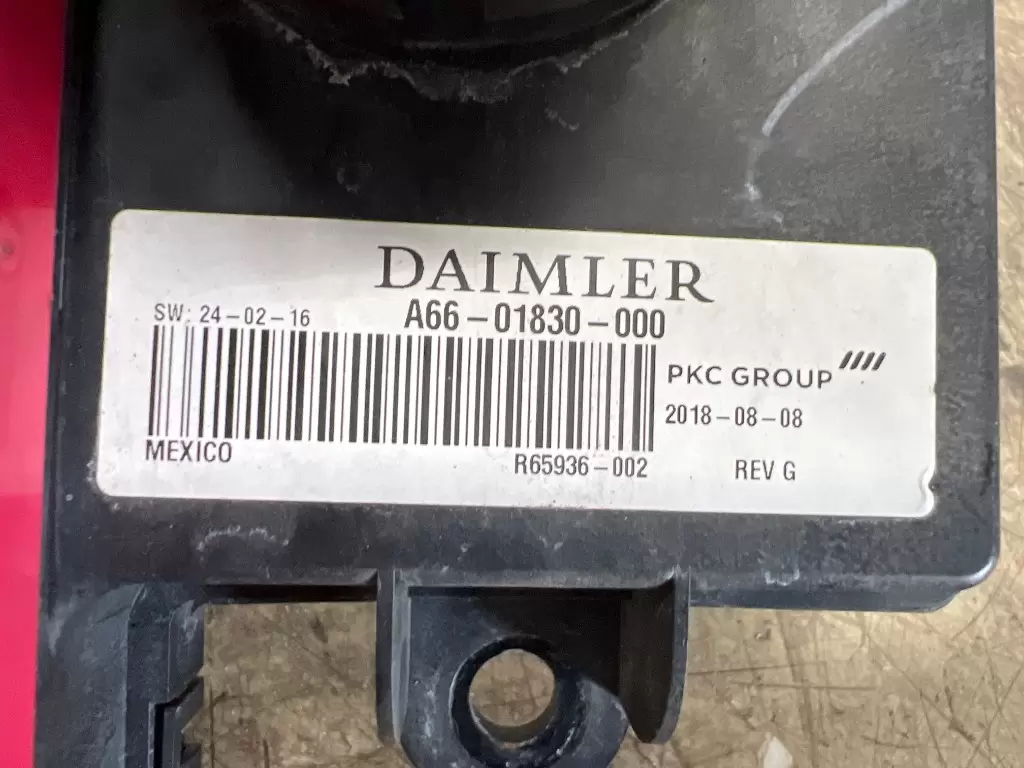 DAIMLER
SW: 24-02-16
A66-01830-000
PKC GROUP
2018-08-08
MEXICO
R65936-002
REV G